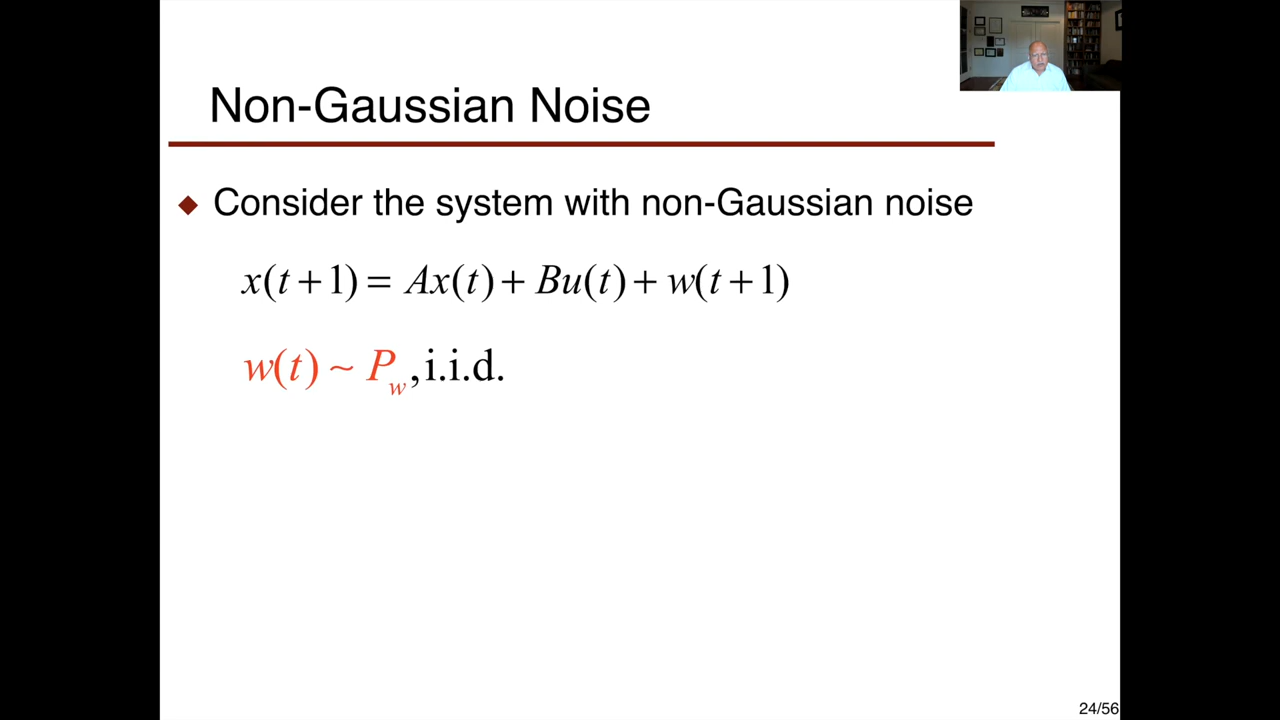 Non-Gaussian Noise
◆ Consider the system with non-Gaussian noise
x(t+1) = Ax(t) + Bu(t) + w(t+1)
w(t) ~ P_w, i.i.d.
24/56